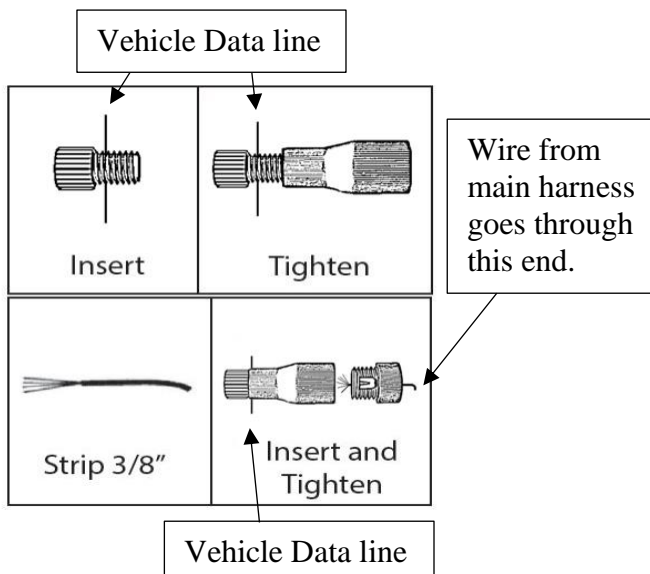 Vehicle Data line
Insert
Tighten
Wire from
main harness
goes through
this end.
Strip 3/8”
Insert and
Tighten
Vehicle Data line